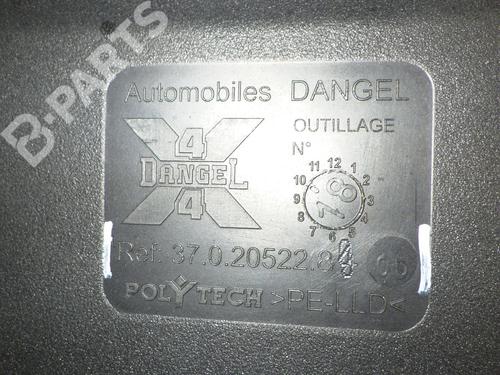 B-PARTS
Automobiles DANGEL
OUTILLAGE
N°
4
DANGEL
4
11 12 1
10 2
9 3
8 4
7 6 5
18
Ref. 37.0.20522.84 06
POLYTECH >PE-LLD<